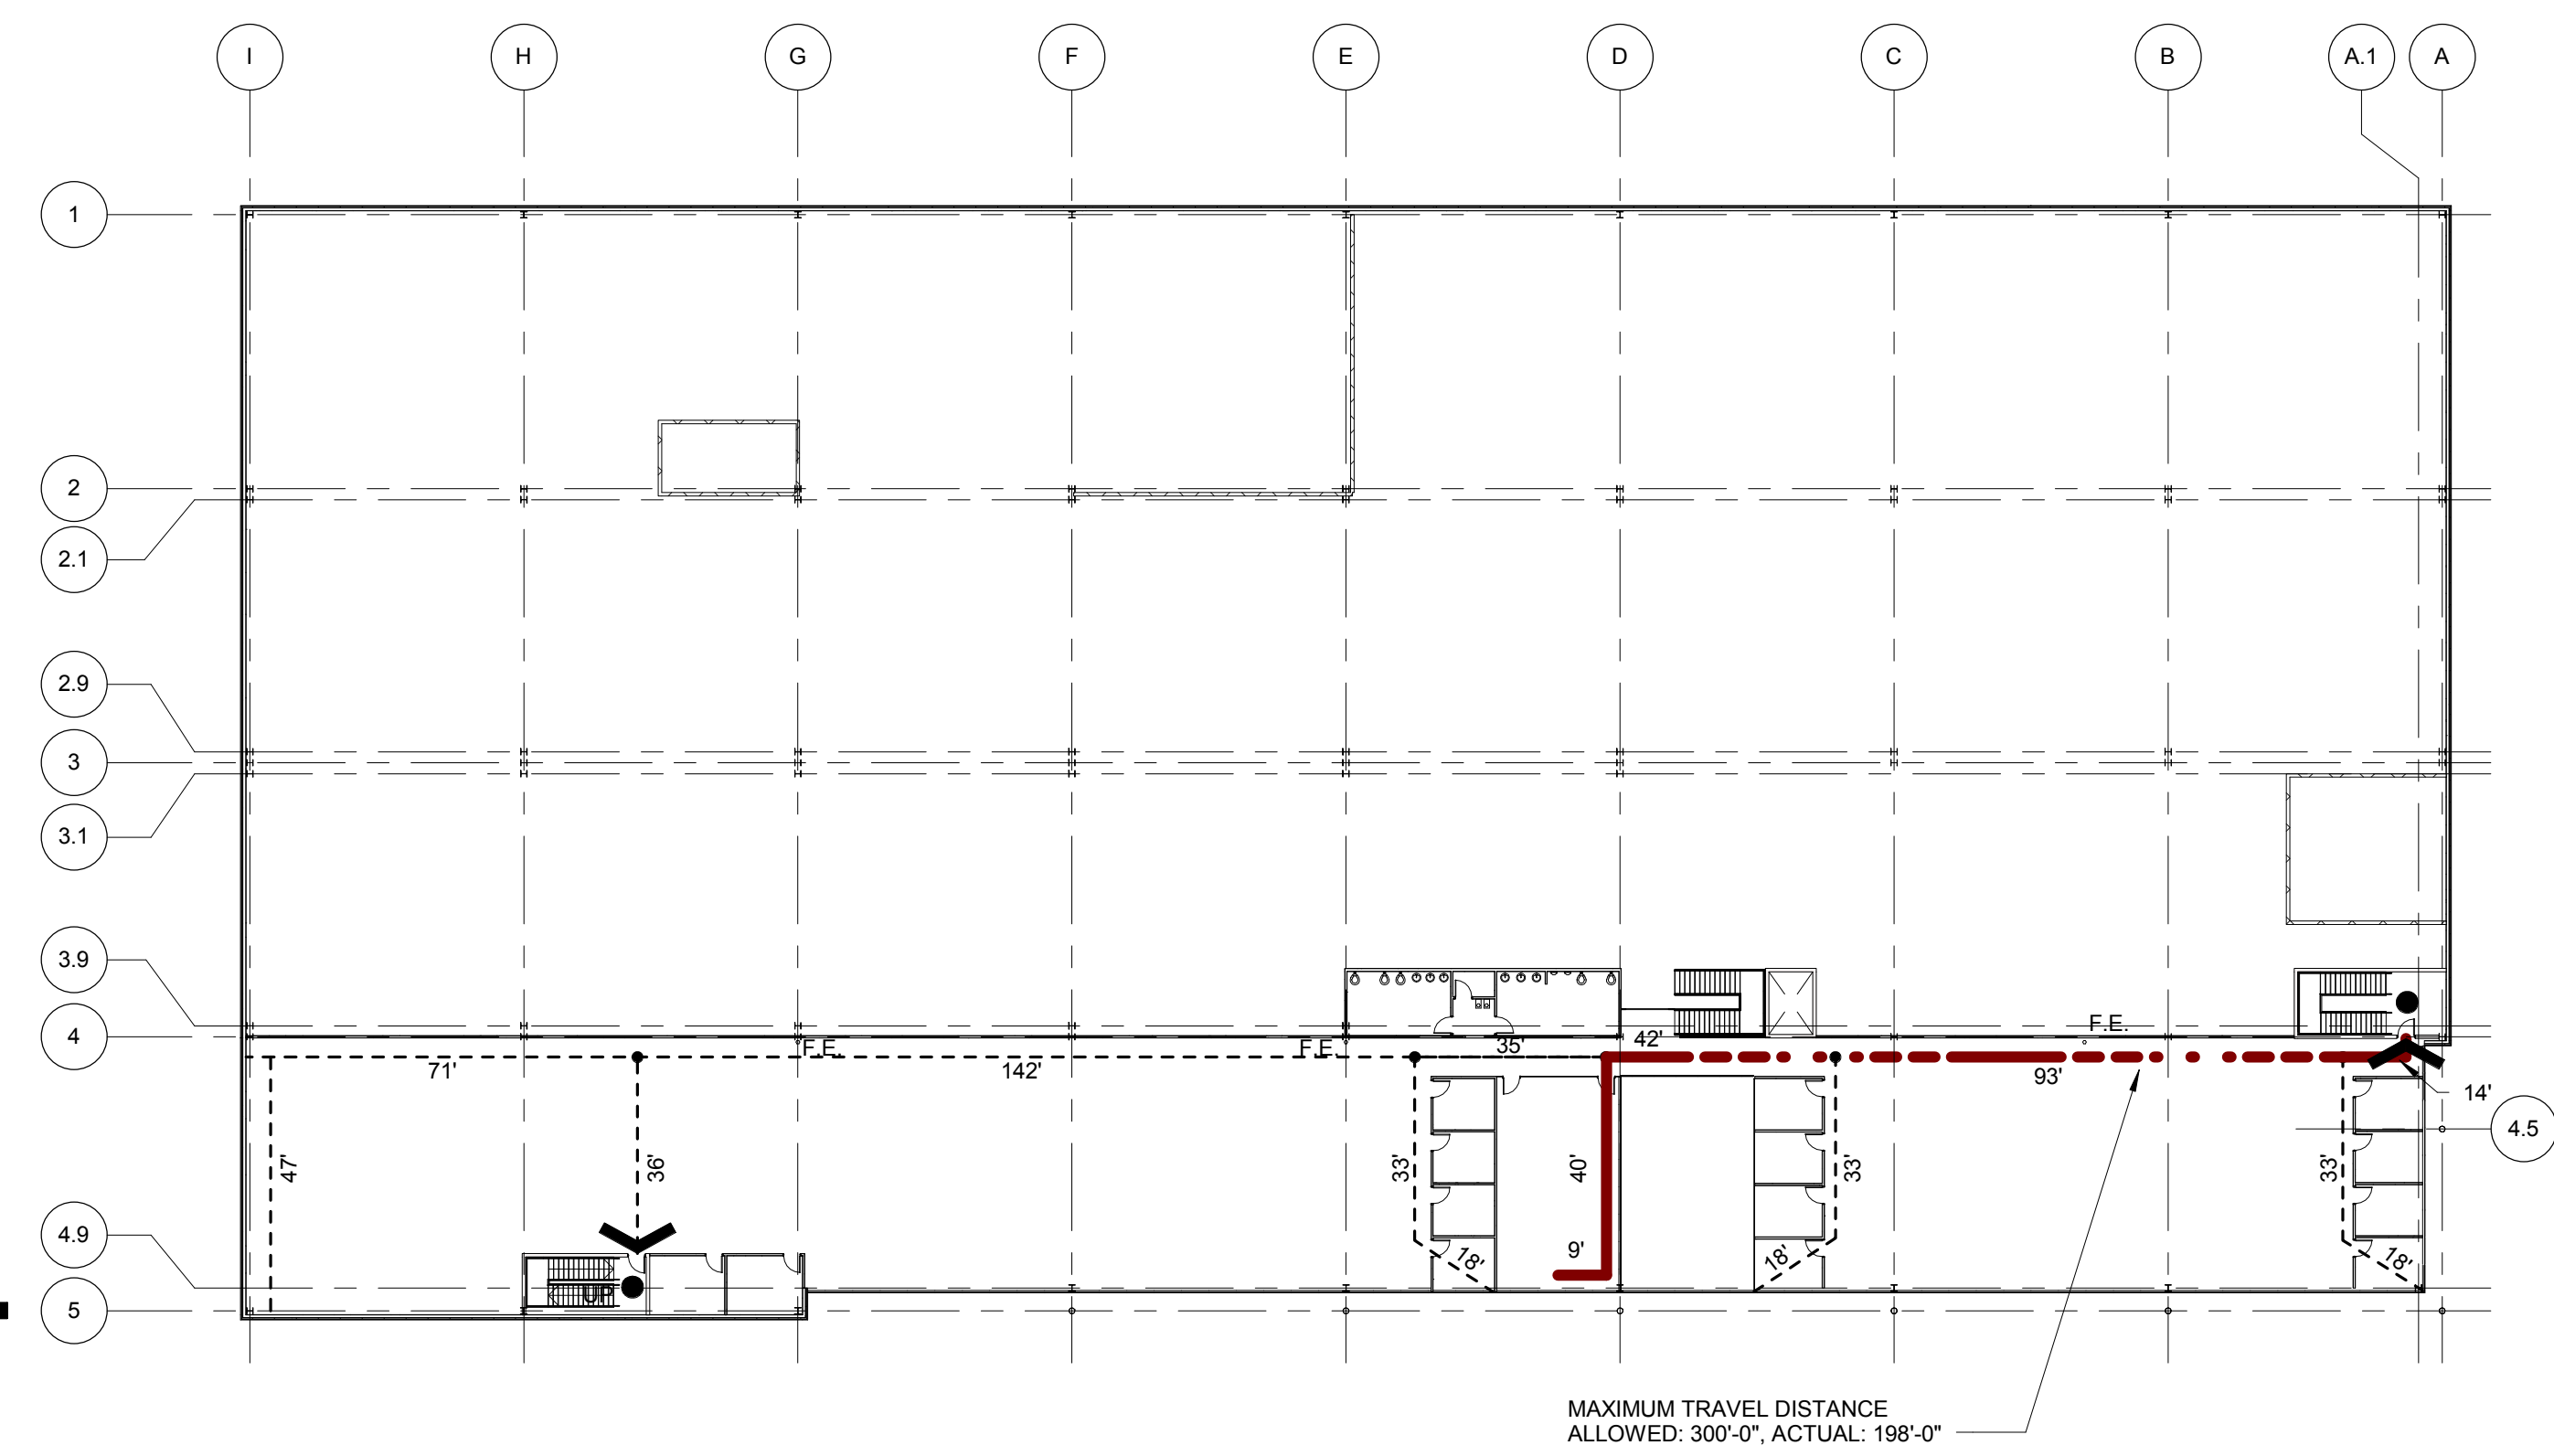 I
H
G
F
E
D
C
B
A.1
A
1
2
2.1
2.9
3
3.1
3.9
4
F.E.
F.E.
35'
42'
F.E.
71'
142'
93'
14'
4.5
47'
36'
33'
40'
33'
33'
4.9
9'
18'
18'
18'
UP
5
MAXIMUM TRAVEL DISTANCE
ALLOWED: 300'-0", ACTUAL: 198'-0"